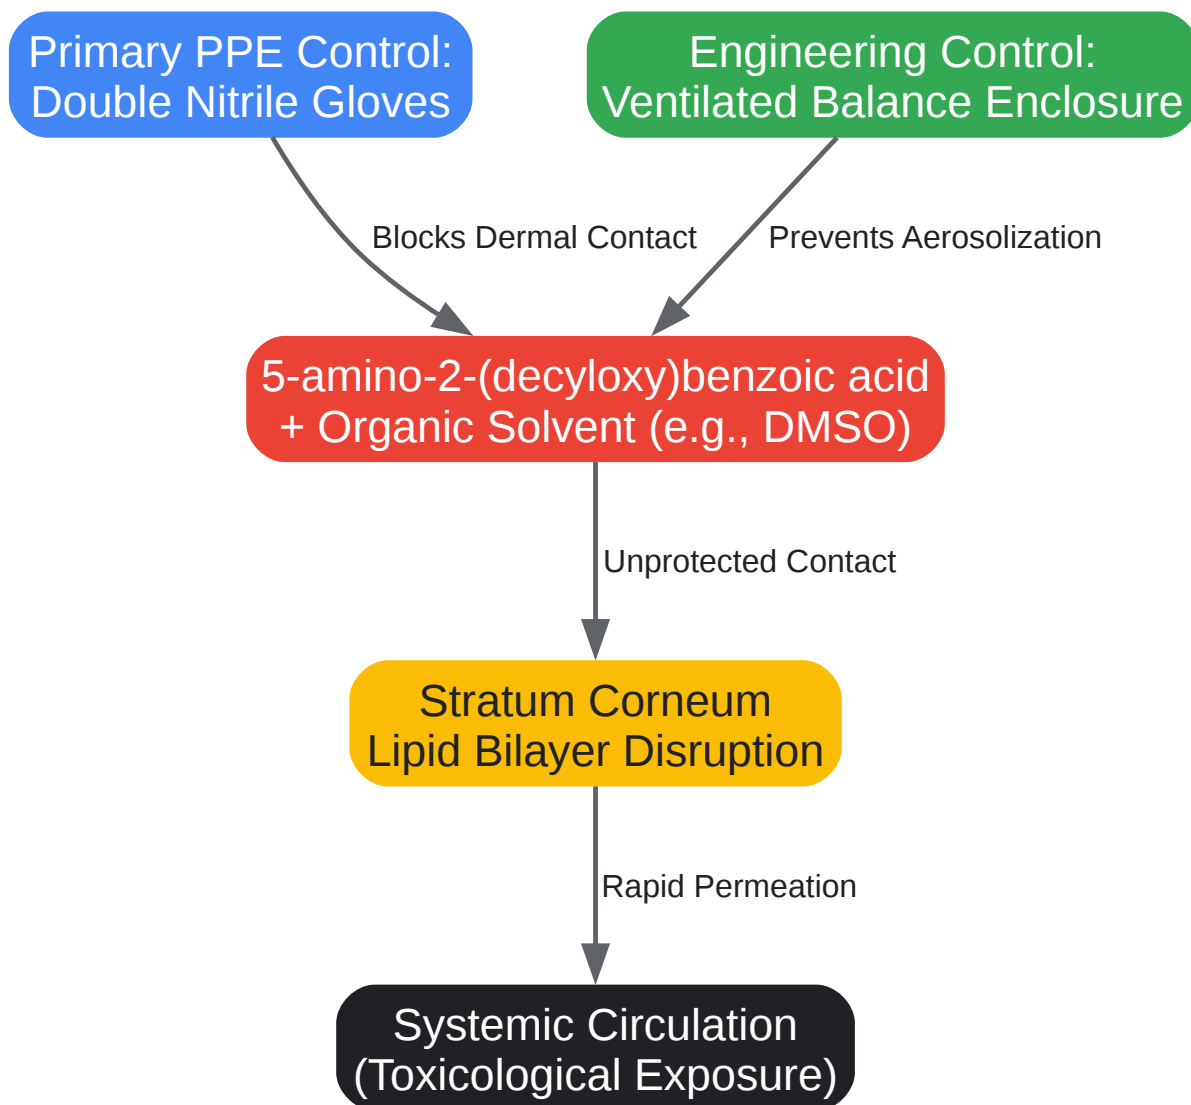 Primary PPE Control:
Double Nitrile Gloves
Engineering Control:
Ventilated Balance Enclosure
Blocks Dermal Contact
Prevents Aerosolization
5-amino-2-(decyloxy)benzoic acid
+ Organic Solvent (e.g., DMSO)
Unprotected Contact
Stratum Corneum
Lipid Bilayer Disruption
Rapid Permeation
Systemic Circulation
(Toxicological Exposure)